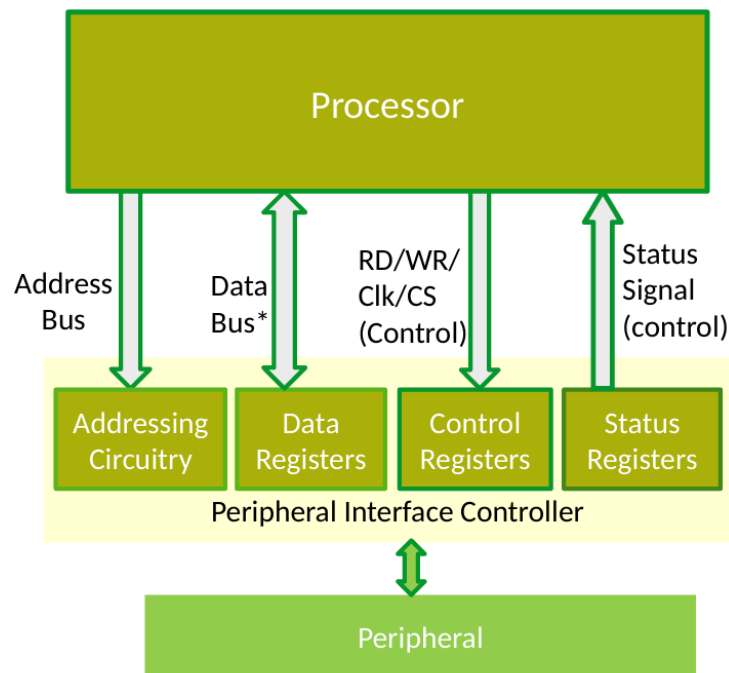 Processor
Address
Bus
Data
Bus*
RD/WR/
Clk/CS
(Control)
Status
Signal
(control)
Addressing
Circuitry
Data
Registers
Control
Registers
Status
Registers
Peripheral Interface Controller
Peripheral